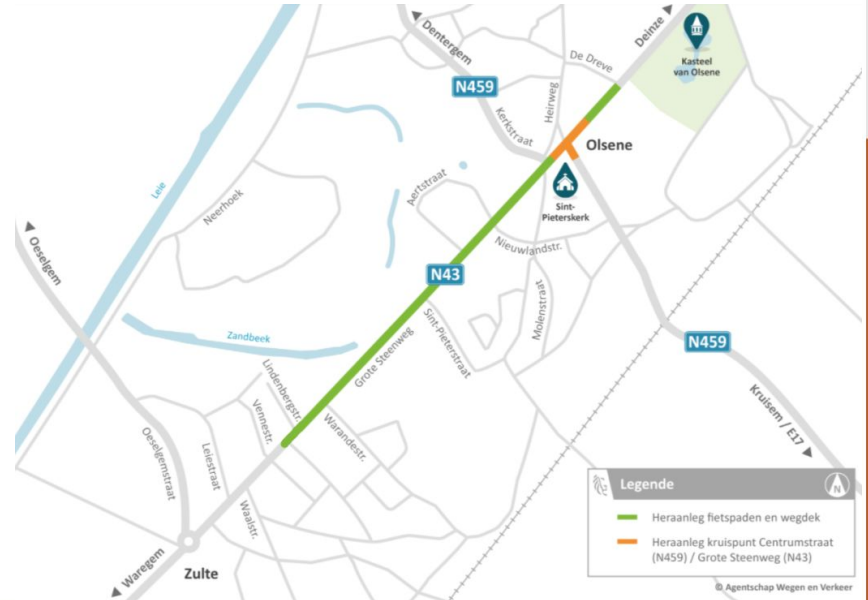 Dentergem
N459
Kerkstraat
Heirweg
De Dreve
Deinze
Kasteel
van Olsene
Olsene
Sint-
Pieterskerk
Leie
Neerhoek
Aertstraat
Nieuwlandstr.
Oeselgem
N43
Molenstraat
Zandbeek
Sint-Pieterstraat
Grote Steenweg
N459
Lindenbergstr.
Vennestr.
Warandestr.
Kruisem / E17
Oeselgemstraat
Leiestraat
Waalstr.
Waregem
Zulte
Legende
N
Heraanleg fietspaden en wegdek
Heraanleg kruispunt Centrumstraat
(N459) / Grote Steenweg (N43)
© Agentschap Wegen en Verkeer